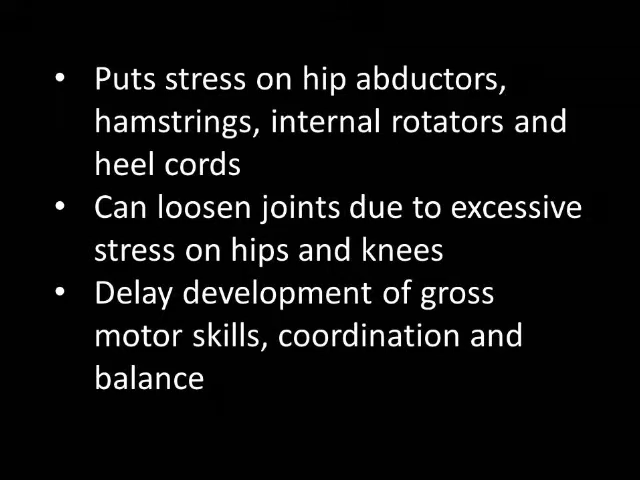 • Puts stress on hip abductors,
hamstrings, internal rotators and
heel cords
• Can loosen joints due to excessive
stress on hips and knees
• Delay development of gross
motor skills, coordination and
balance